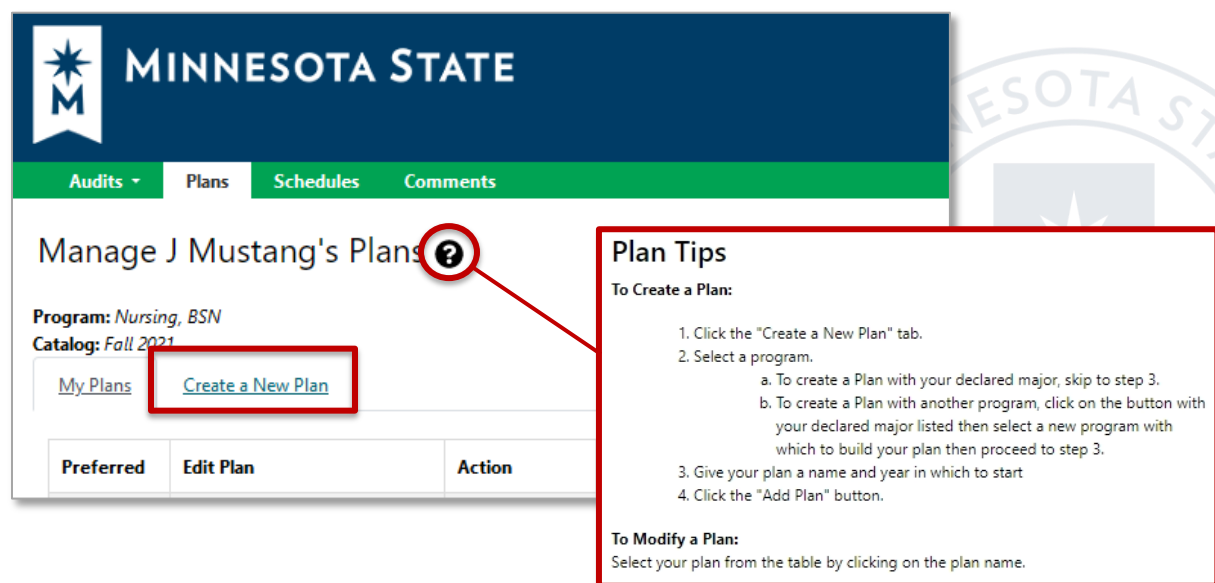 M
MINNESOTA STATE
Audits
Plans
Schedules
Comments
Manage J Mustang's Plans ?
Program: Nursing, BSN
Catalog: Fall 2021
My Plans
Create a New Plan
Preferred
Edit Plan
Action
NESOTA ST
Plan Tips
To Create a Plan:
1. Click the "Create a New Plan" tab.
2. Select a program.
a. To create a Plan with your declared major, skip to step 3.
b. To create a Plan with another program, click on the button with
your declared major listed then select a new program with
which to build your plan then proceed to step 3.
3. Give your plan a name and year in which to start
4. Click the "Add Plan" button.
To Modify a Plan:
Select your plan from the table by clicking on the plan name.